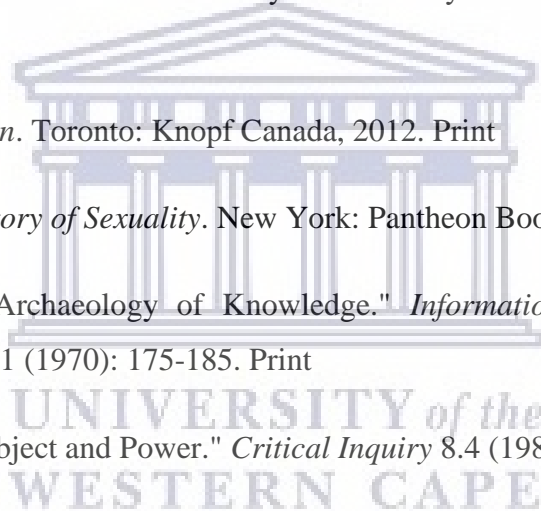 n. Toronto: Knopf Canada, 2012. Print
ory of Sexuality. New York: Pantheon Boo
Archaeology of Knowledge." Informatio
1 (1970): 175-185. Print
UNIVERSITY of the
bject and Power." Critical Inquiry 8.4 (198
WESTERN CAPE